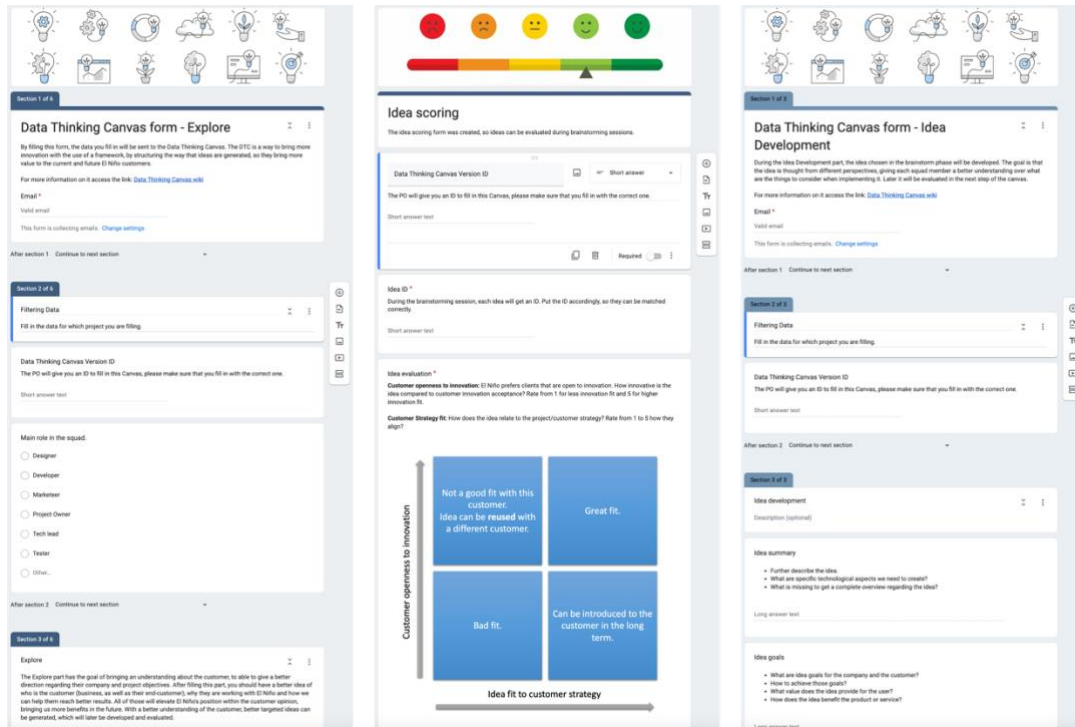 Section 1 of 6
Data Thinking Canvas form - Explore
By filling this form, the data you fill in will be sent to the Data Thinking Canvas. The DTC is a way to bring more
innovation with the use of a framework, by structuring the way that ideas are generated, so they bring more
value to the current and future El Niño customers.
For more information on it access the link: Data Thinking Canvas wiki
Email *
Valid email
This form is collecting emails. Change settings
After section 1 Continue to next section
Section 2 of 6
Filtering Data
Fill in the data for which project you are filling.
Data Thinking Canvas Version ID
The PO will give you an ID to fill in this Canvas, please make sure that you fill in with the correct one.
Short answer text
Main role in the squad.
Designer
Developer
Marketeer
Project Owner
Tech lead
Tester
Other...
After section 2 Continue to next section
Section 3 of 6
Explore
The Explore part has the goal of bringing an understanding about the customer, to able to give a better
direction regarding their company and project objectives. After filling this part, you should have a better idea of
who is the customer (business, as well as their end-customer), why they are working with El Niño and how we
can help them reach better results. All of those will elevate El Niño's position within the customer opinion,
bringing us more benefits in the future. With a better understanding of the customer, better targeted ideas can
be generated, which will later be developed and evaluated.
Idea scoring
The idea scoring form was created, so ideas can be evaluated during brainstorming sessions.
Data Thinking Canvas Version ID
Short answer
The PO will give you an ID to fill in this Canvas, please make sure that you fill in with the correct one.
Short answer text
Required
Idea ID *
During the brainstorming session, each idea will get an ID. Put the ID accordingly, so they can be matched
correctly.
Short answer text
Idea evaluation *
Customer openness to innovation: El Niño prefers clients that are open to innovation. How innovative is the
idea compared to customer innovation acceptance? Rate from 1 for less innovation fit and 5 for higher
innovation fit.
Customer Strategy fit: How does the idea relate to the project/customer strategy? Rate from 1 to 5 how they
align?
Customer openness to innovation
Not a good fit with this
customer.
Idea can be reused with
a different customer.
Great fit.
Bad fit.
Can be introduced to the
customer in the long
term.
Idea fit to customer strategy
Section 1 of 3
Data Thinking Canvas form - Idea
Development
During the Idea Development part, the idea chosen in the brainstorm phase will be developed. The goal is that
the idea is thought from different perspectives, giving each squad member a better understanding over what
are the things to consider when implementing it. Later it will be evaluated in the next step of the canvas.
For more information on it access the link: Data Thinking Canvas wiki
Email *
Valid email
This form is collecting emails. Change settings
After section 1 Continue to next section
Section 2 of 3
Filtering Data
Fill in the data for which project you are filling.
Data Thinking Canvas Version ID
The PO will give you an ID to fill in this Canvas, please make sure that you fill in with the correct one.
Short answer text
After section 2 Continue to next section
Section 3 of 3
Idea development
Description (optional)
Idea summary
• Further describe the idea.
• What are specific technological aspects we need to create?
• What is missing to get a complete overview regarding the idea?
Long answer text
Idea goals
• What are idea goals for the company and the customer?
• How to achieve those goals?
• What value does the idea provide for the user?
• How does the idea benefit the product or service?